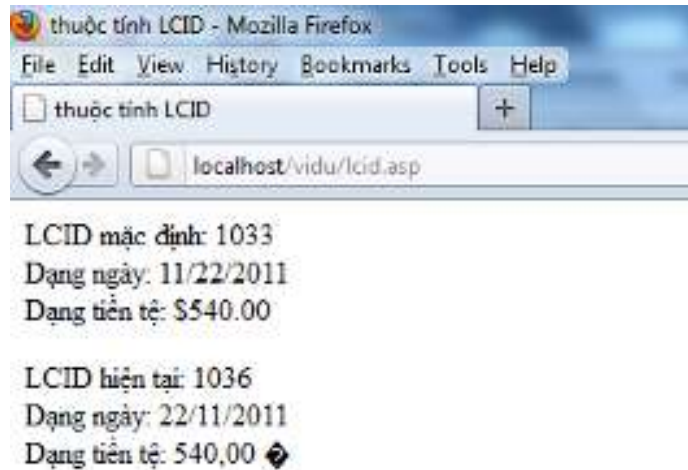 thuộc tính LCID - Mozilla Firefox
File Edit View History Bookmarks Tools Help
thuộc tính LCID +
localhost/vidu/lcid.asp
LCID mặc định: 1033
Dạng ngày: 11/22/2011
Dạng tiền tệ: $540.00
LCID hiện tại: 1036
Dạng ngày: 22/11/2011
Dạng tiền tệ: 540,00 �